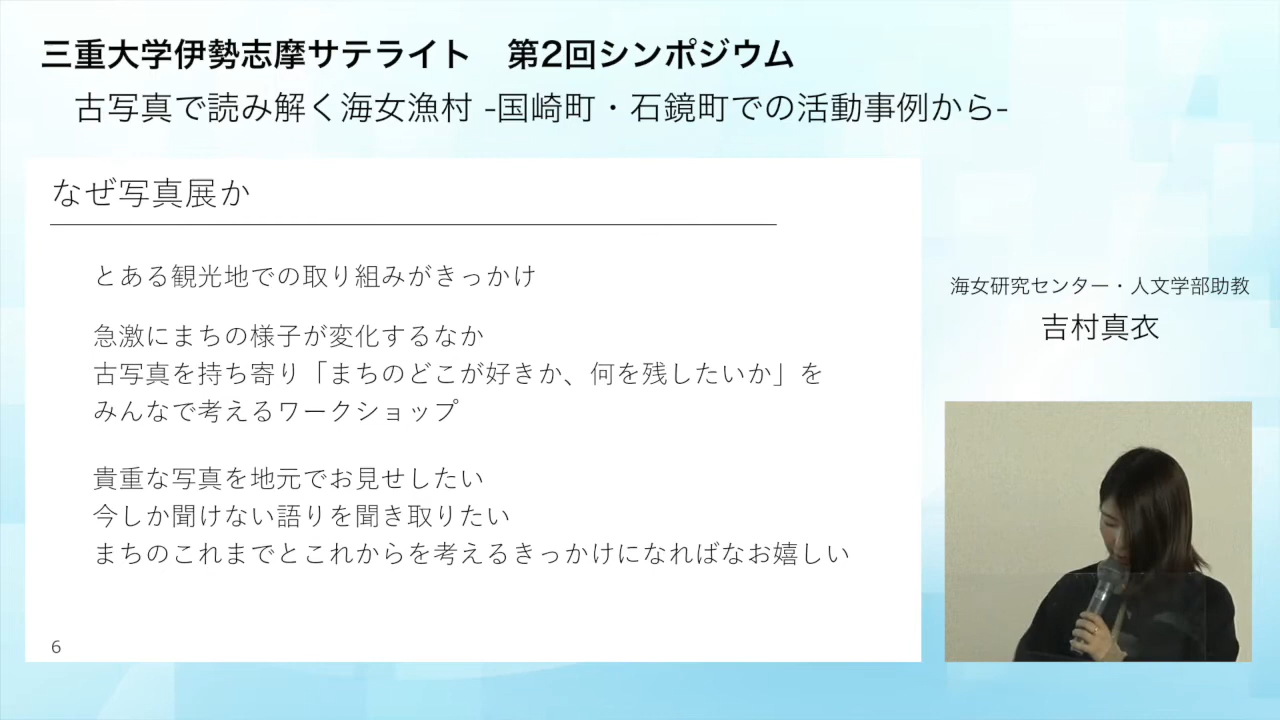 三重大学伊勢志摩サテライト　第2回シンポジウム
古写真で読み解く海女漁村 -国崎町・石鏡町での活動事例から-
なぜ写真展か
とある観光地での取り組みがきっかけ
急激にまちの様子が変化するなか
古写真を持ち寄り「まちのどこが好きか、何を残したいか」を
みんなで考えるワークショップ
貴重な写真を地元でお見せしたい
今しか聞けない語りを聞き取りたい
まちのこれまでとこれからを考えるきっかけになればなお嬉しい
6
海女研究センター・人文学部助教
吉村真衣